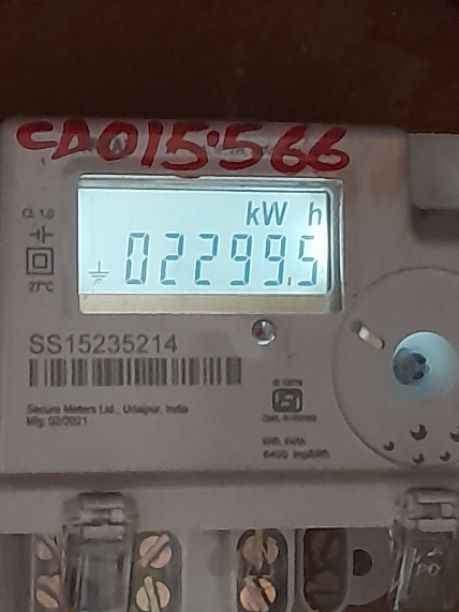 CA015566
kW h
02299.5
Cl. 1.0
27°C
SS15235214
Secure Meters Ltd., Udaipur, India
Mfg. 02/2021
6400 imp/kWh